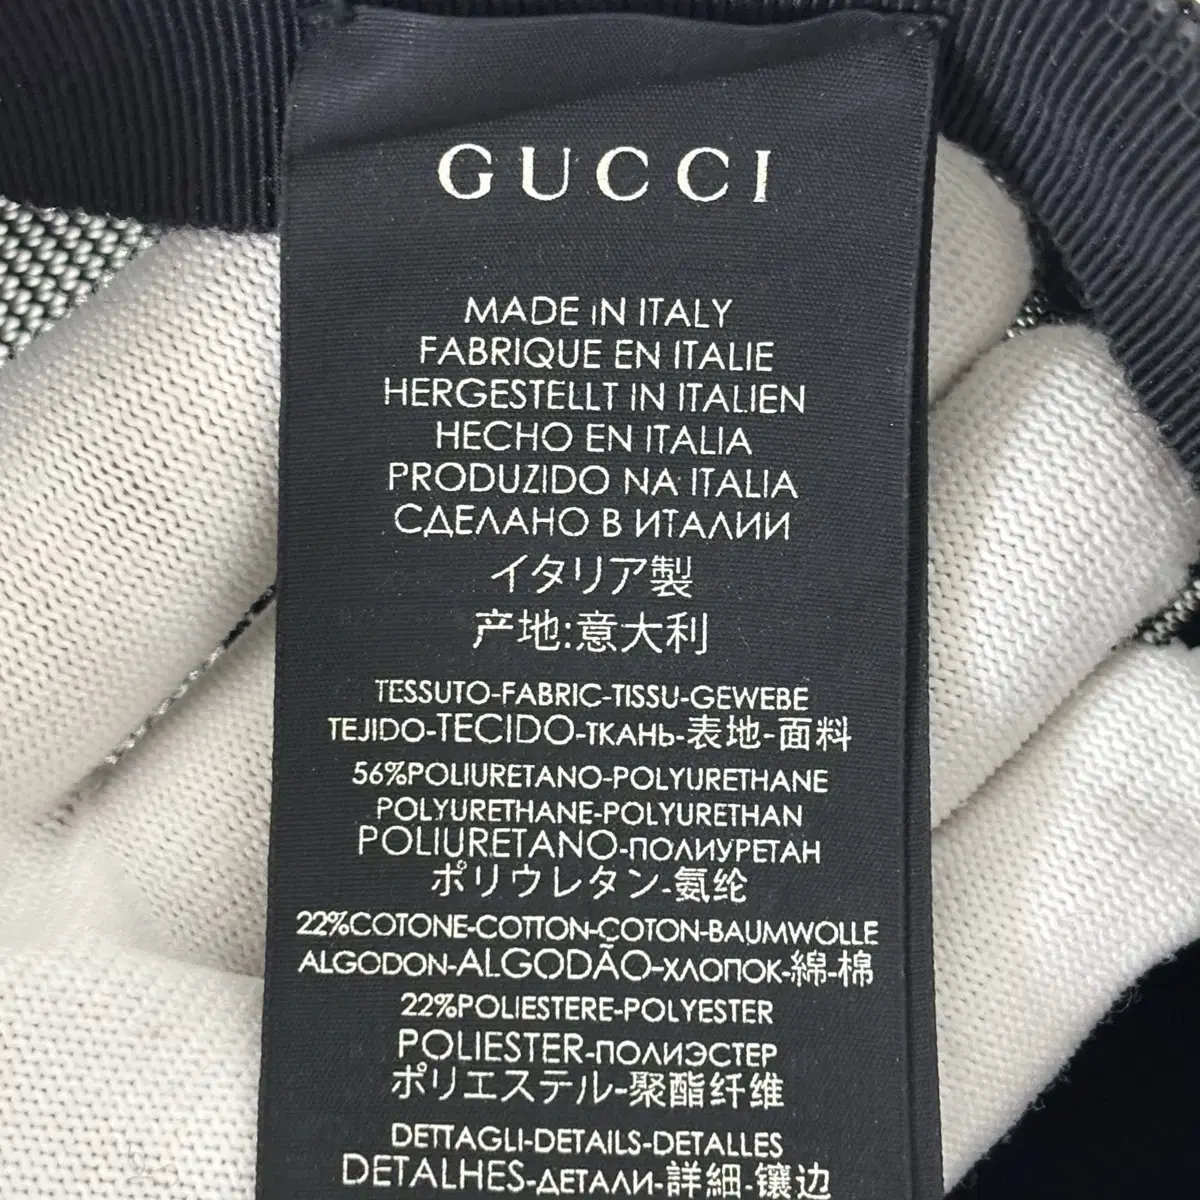 GUCCI
MADE IN ITALY
FABRIQUE EN ITALIE
HERGESTELLT IN ITALIEN
HECHO EN ITALIA
PRODUZIDO NA ITALIA
СДЕЛАНО В ИТАЛИИ
イタリア製
产地:意大利
TESSUTO-FABRIC-TISSU-GEWEBE
TEJIDO-TECIDO-ТКАНЬ-表地-面料
56%POLIURETANO-POLYURETHANE
POLYURETHANE-POLYURETHAN
POLIURETANO-ПОЛИУРЕТАН
ポリウレタン-氨纶
22%COTONE-COTTON-COTON-BAUMWOLLE
ALGODON-ALGODÃO-ХЛОПОК-綿-棉
22%POLIESTERE-POLYESTER
POLIESTER-ПОЛИЭСТЕР
ポリエステル-聚酯纤维
DETTAGLI-DETAILS-DETALLES
DETALHES-ДЕТАЛИ-詳細-镶边